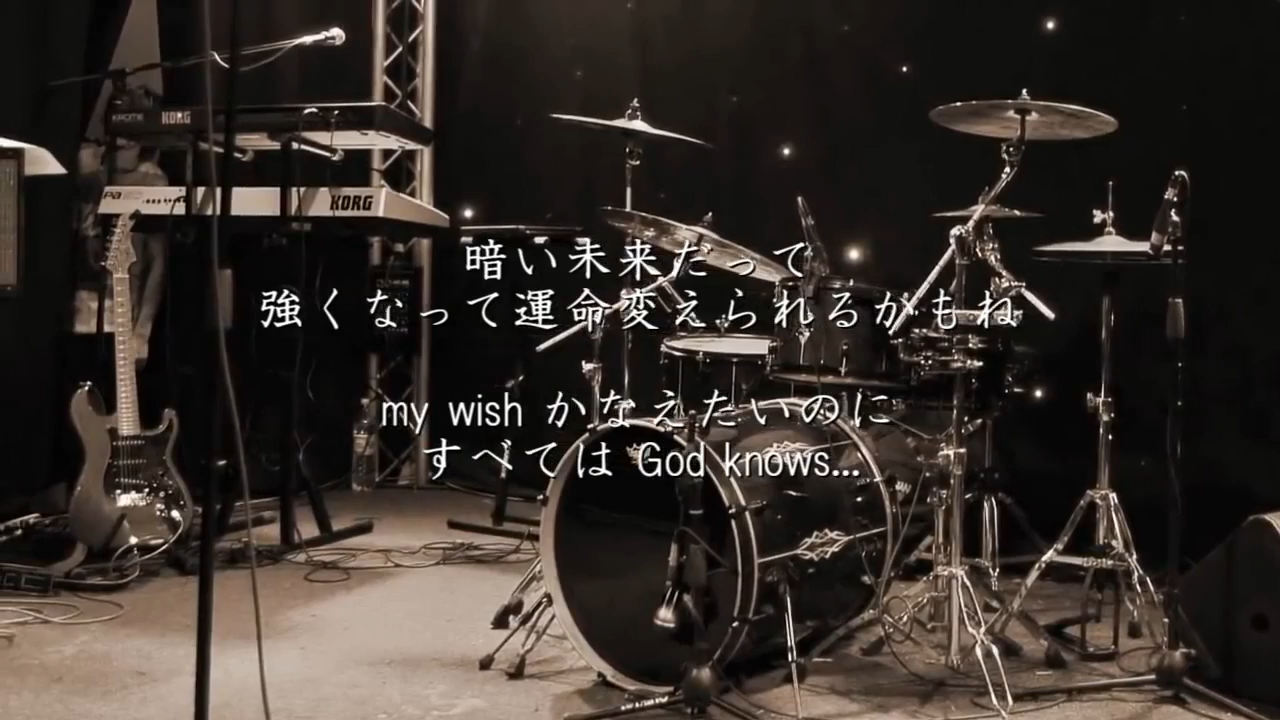 KORG
KORG
暗い未来だって
強くなって運命変えられるかもね
my wish かなえたいのに
すべては God knows...